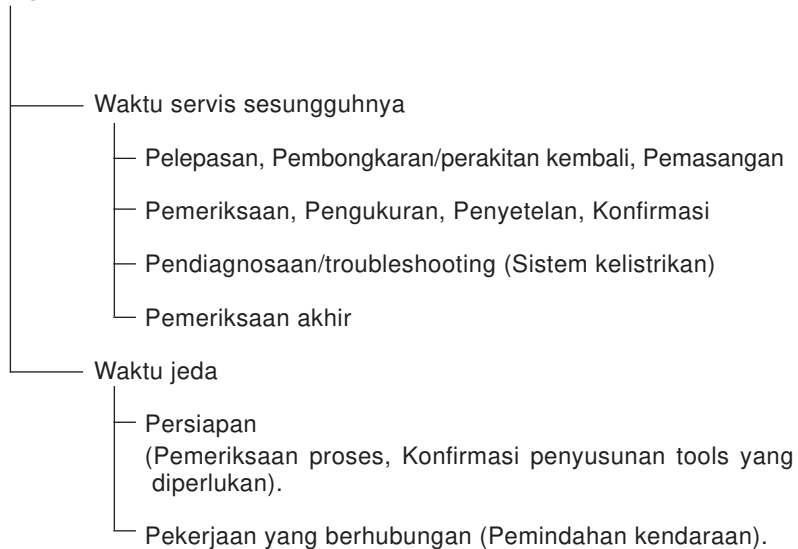 Waktu servis sesungguhnya
Pelepasan, Pembongkaran/perakitan kembali, Pemasangan
Pemeriksaan, Pengukuran, Penyetelan, Konfirmasi
Pendiagnosaan/troubleshooting (Sistem kelistrikan)
Pemeriksaan akhir
Waktu jeda
Persiapan
(Pemeriksaan proses, Konfirmasi penyusunan tools yang
diperlukan).
Pekerjaan yang berhubungan (Pemindahan kendaraan).